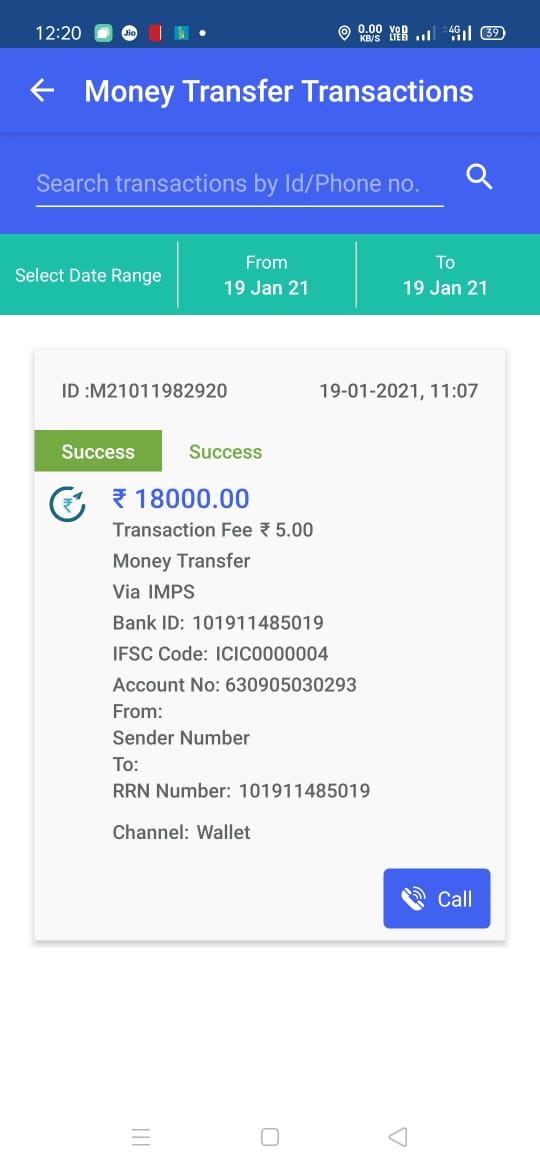 12:20 Jio 0.00 KB/S VoD LTE 4G 39
Money Transfer Transactions
Search transactions by Id/Phone no.
Select Date Range From To
19 Jan 21 19 Jan 21
ID :M21011982920 19-01-2021, 11:07
Success Success
₹ 18000.00
Transaction Fee ₹ 5.00
Money Transfer
Via IMPS
Bank ID: 101911485019
IFSC Code: ICIC0000004
Account No: 630905030293
From:
Sender Number
To:
RRN Number: 101911485019
Channel: Wallet
Call